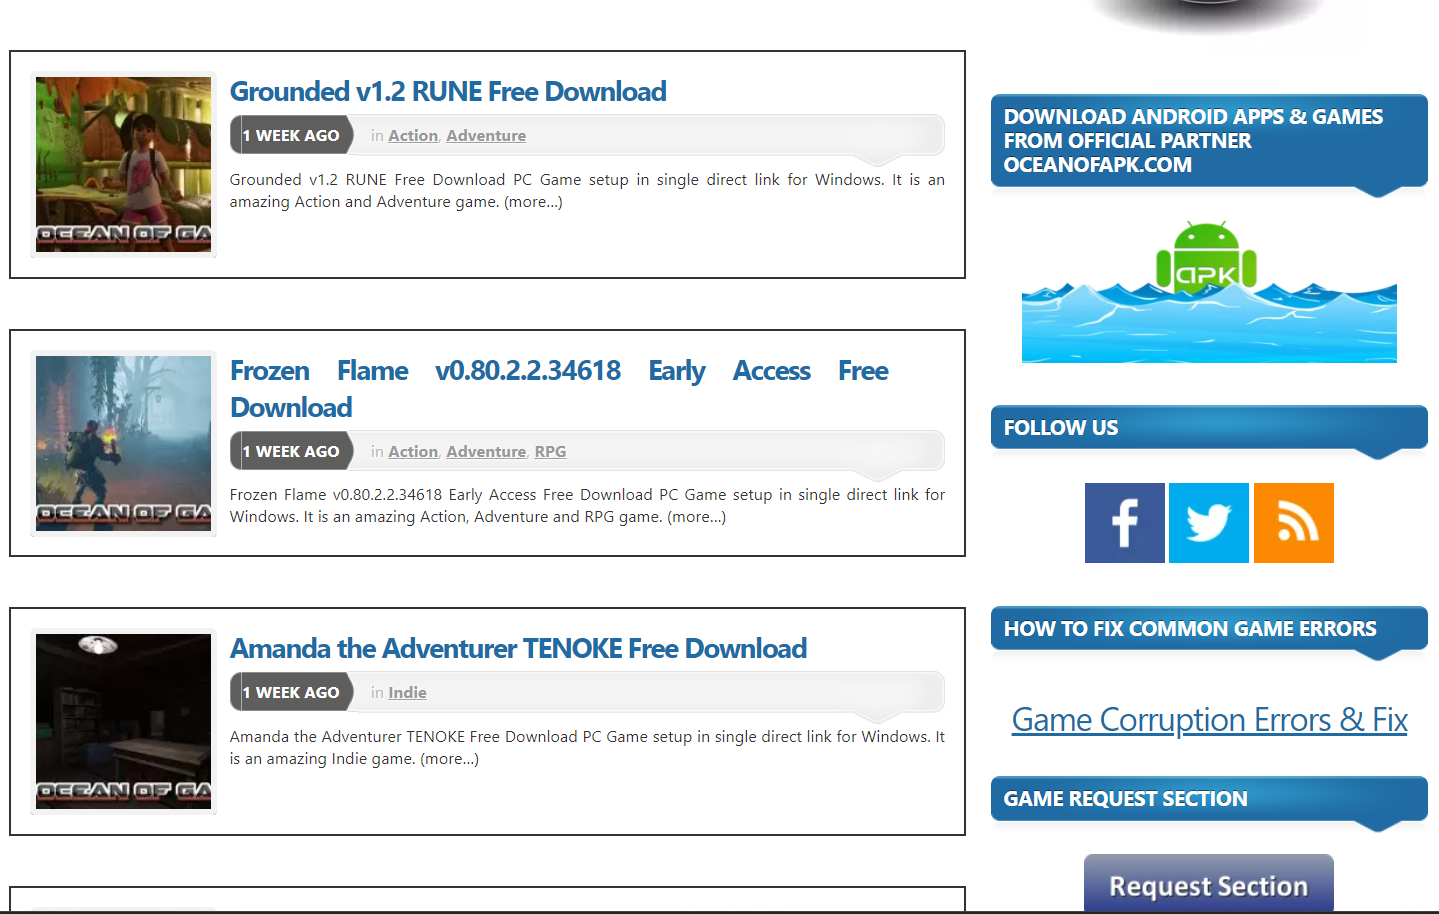 Grounded v1.2 RUNE Free Download
1 WEEK AGO in Action, Adventure
Grounded v1.2 RUNE Free Download PC Game setup in single direct link for Windows. It is an
amazing Action and Adventure game. (more...)
OCEAN OF GA
Frozen Flame v0.80.2.2.34618 Early Access Free
Download
1 WEEK AGO in Action, Adventure, RPG
Frozen Flame v0.80.2.2.34618 Early Access Free Download PC Game setup in single direct link for
Windows. It is an amazing Action, Adventure and RPG game. (more...)
OCEAN OF GA
Amanda the Adventurer TENOKE Free Download
1 WEEK AGO in Indie
Amanda the Adventurer TENOKE Free Download PC Game setup in single direct link for Windows. It
is an amazing Indie game. (more...)
OCEAN OF GA
DOWNLOAD ANDROID APPS & GAMES
FROM OFFICIAL PARTNER
OCEANOFAPK.COM
APK
FOLLOW US
HOW TO FIX COMMON GAME ERRORS
Game Corruption Errors & Fix
GAME REQUEST SECTION
Request Section